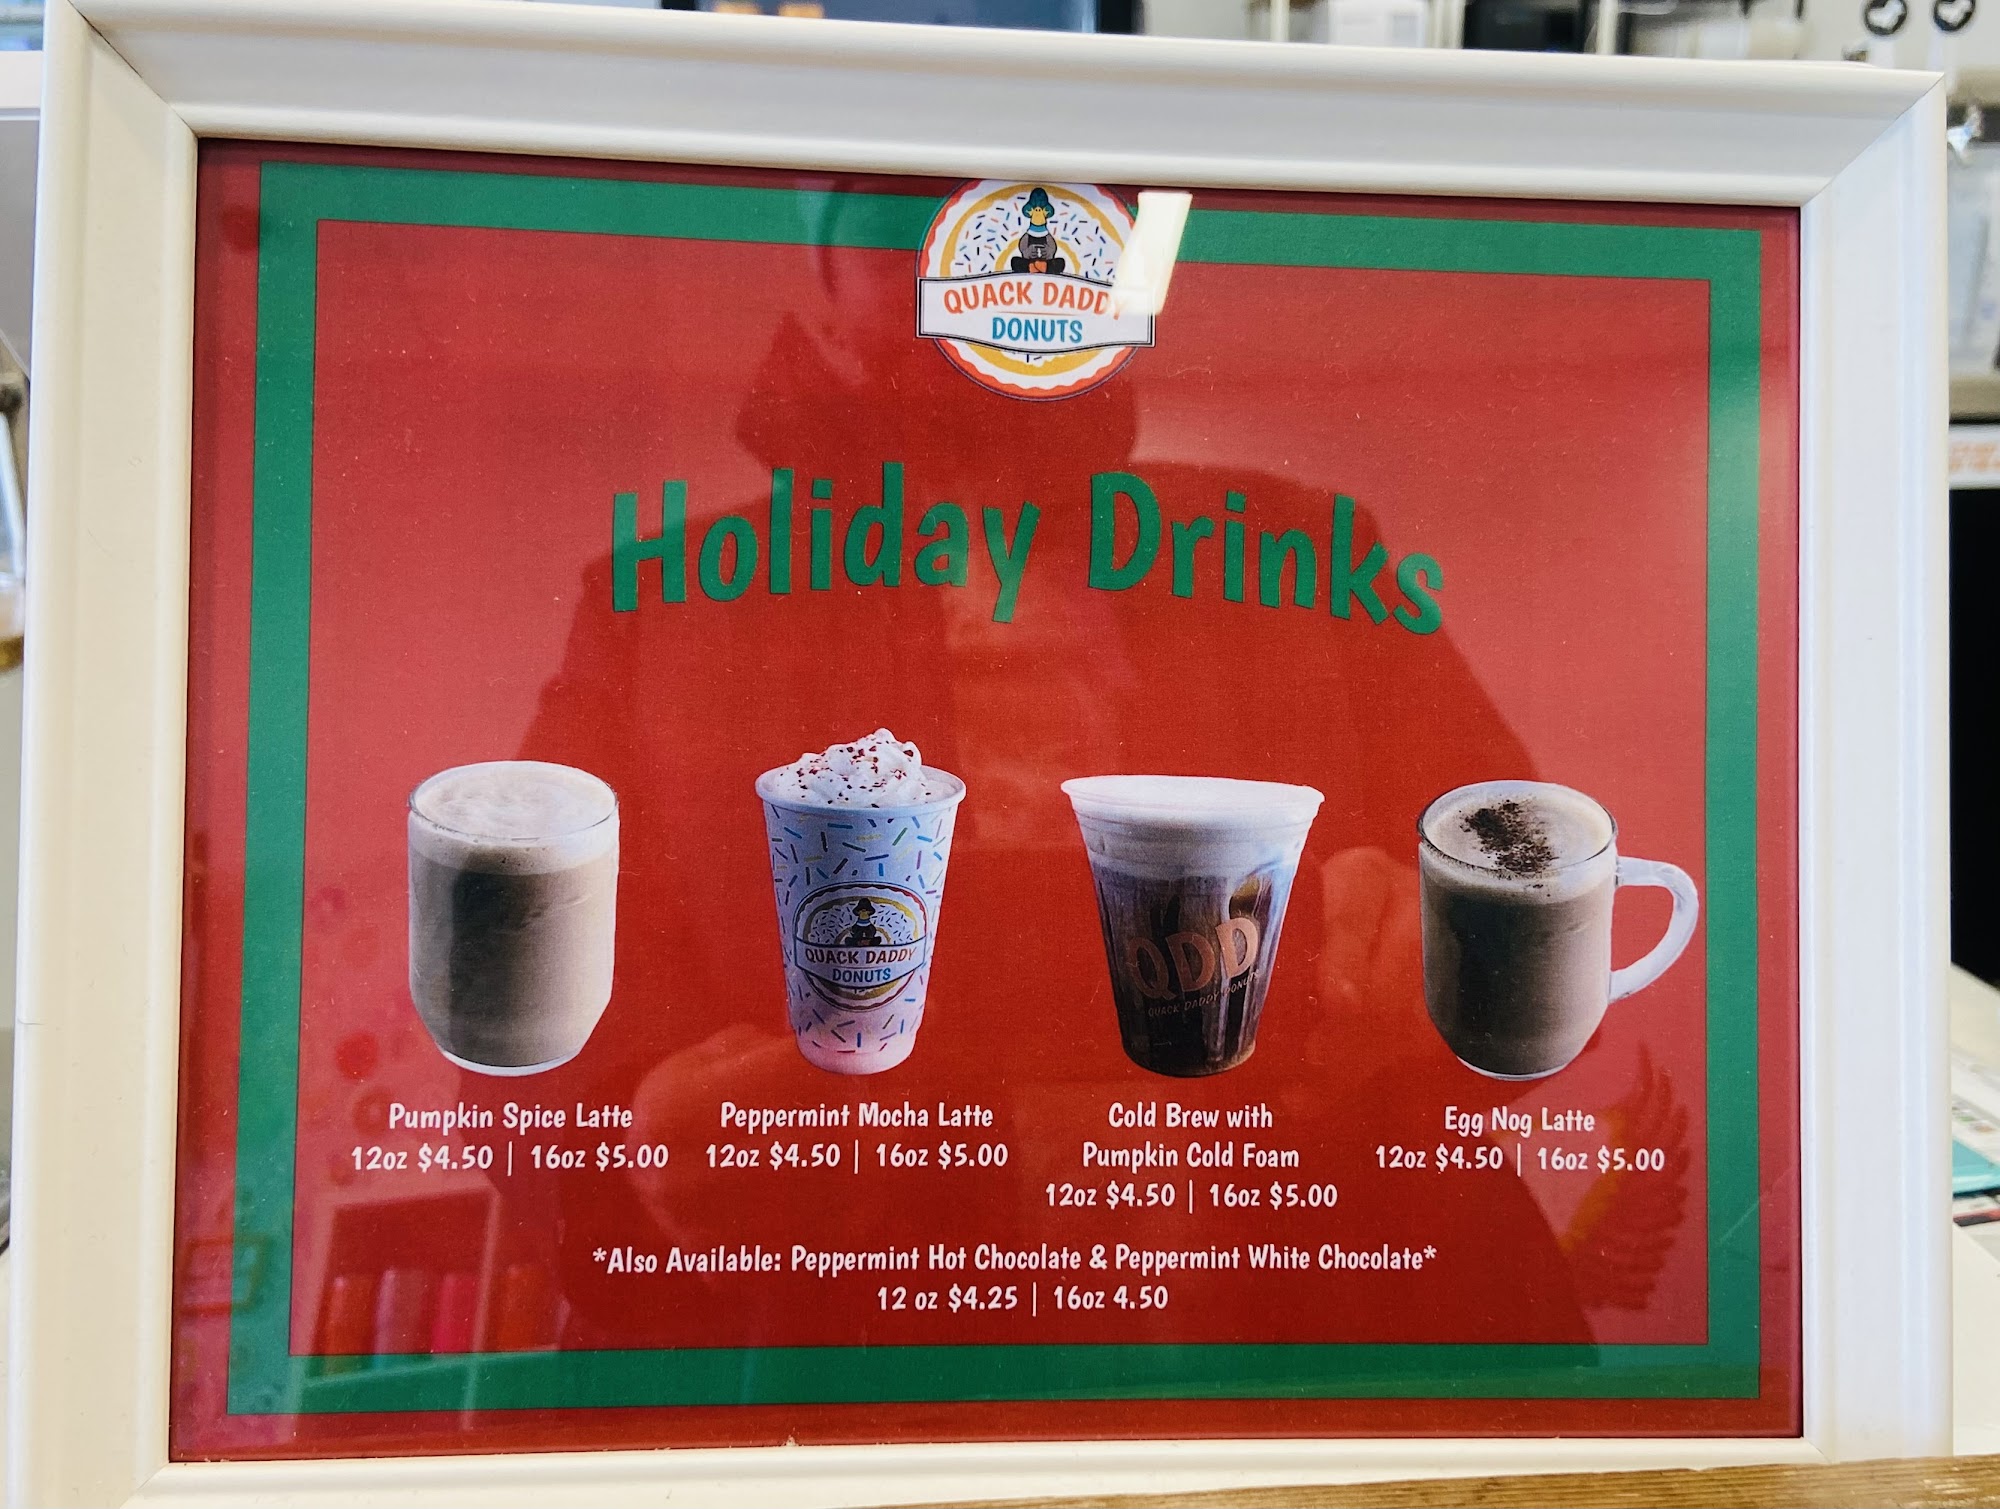 QUACK DADDY
DONUTS
Holiday Drinks
QUACK DADDY
DONUTS
QDD
QUACK DADDY DONUTS
Pumpkin Spice Latte
12oz $4.50 | 16oz $5.00
Peppermint Mocha Latte
12oz $4.50 | 16oz $5.00
Cold Brew with
Pumpkin Cold Foam
12oz $4.50 | 16oz $5.00
Egg Nog Latte
12oz $4.50 | 16oz $5.00
*Also Available: Peppermint Hot Chocolate & Peppermint White Chocolate*
12 oz $4.25 | 16oz 4.50